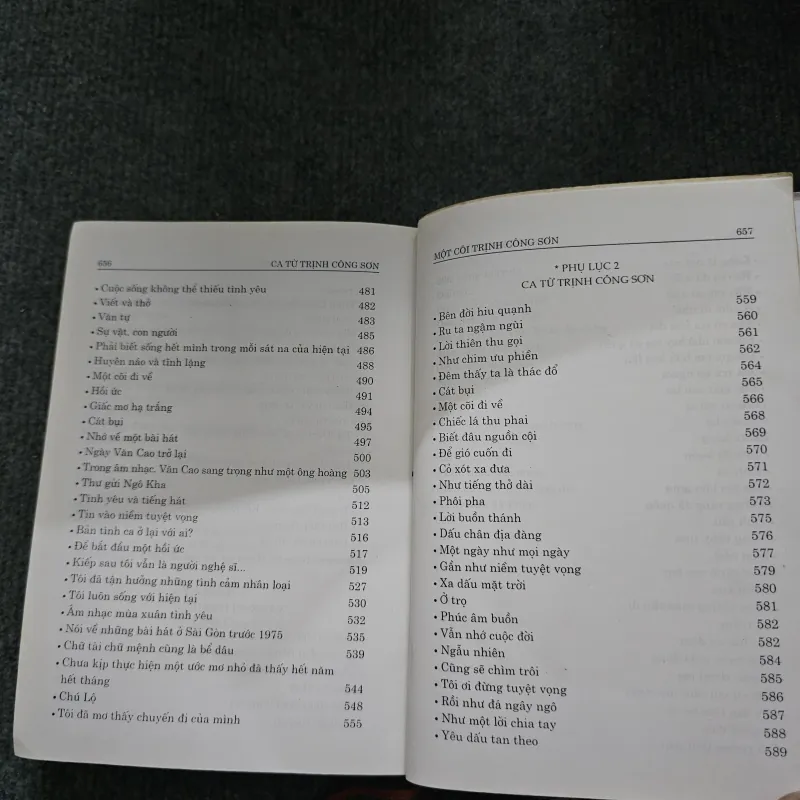 656 CA TỪ TRỊNH CÔNG SƠN
• Cuộc sống không thể thiếu tình yêu 481
• Viết và thở 482
• Văn tự 483
• Sự vật, con người 485
• Phải biết sống hết mình trong mỗi sát na của hiện tại 486
• Huyên náo và tĩnh lặng 488
• Một cõi đi về 490
• Hồi ức 491
• Giấc mơ hạ trắng 494
• Cát bụi 495
• Nhớ về một bài hát 497
• Ngày Văn Cao trở lại 500
• Trong âm nhạc, Văn Cao sang trọng như một ông hoàng 503
• Thư gửi Ngô Kha 505
• Tình yêu và tiếng hát 512
• Tin vào niềm tuyệt vọng 513
• Bản tình ca ở lại với ai? 516
• Để bắt đầu một hồi ức 517
• Kiếp sau tôi vẫn là người nghệ sĩ... 519
• Tôi đã tận hưởng những tình cảm nhân loại 527
• Tôi luôn sống với hiện tại 530
• Âm nhạc mùa xuân tình yêu 532
• Nói về những bài hát ở Sài Gòn trước 1975 535
• Chữ tài chữ mệnh cũng là bể dâu 539
• Chưa kịp thực hiện một ước mơ nhỏ đã thấy hết năm
hết tháng 544
• Chú Lộ 548
• Tôi đã mơ thấy chuyến đi của mình 555
MỘT CÕI TRỊNH CÔNG SƠN 657
* PHỤ LỤC 2
CA TỪ TRỊNH CÔNG SƠN
• Bên đời hiu quạnh 559
• Ru ta ngậm ngùi 560
• Lời thiên thu gọi 561
• Như chim ưu phiền 562
• Đêm thấy ta là thác đổ 564
• Cát bụi 565
• Một cõi đi về 566
• Chiếc lá thu phai 568
• Biết đâu nguồn cội 569
• Để gió cuốn đi 570
• Cỏ xót xa đưa 571
• Như tiếng thở dài 572
• Phôi pha 573
• Lời buồn thánh 575
• Dấu chân địa đàng 576
• Một ngày như mọi ngày 577
• Gần như niềm tuyệt vọng 579
• Xa dấu mặt trời 580
• Ở trọ 581
• Phúc âm buồn 582
• Vẫn nhớ cuộc đời 582
• Ngẫu nhiên 584
• Cũng sẽ chìm trôi 585
• Tôi ơi đừng tuyệt vọng 586
• Rồi như đá ngây ngô 587
• Như một lời chia tay 588
• Yêu dấu tan theo 589